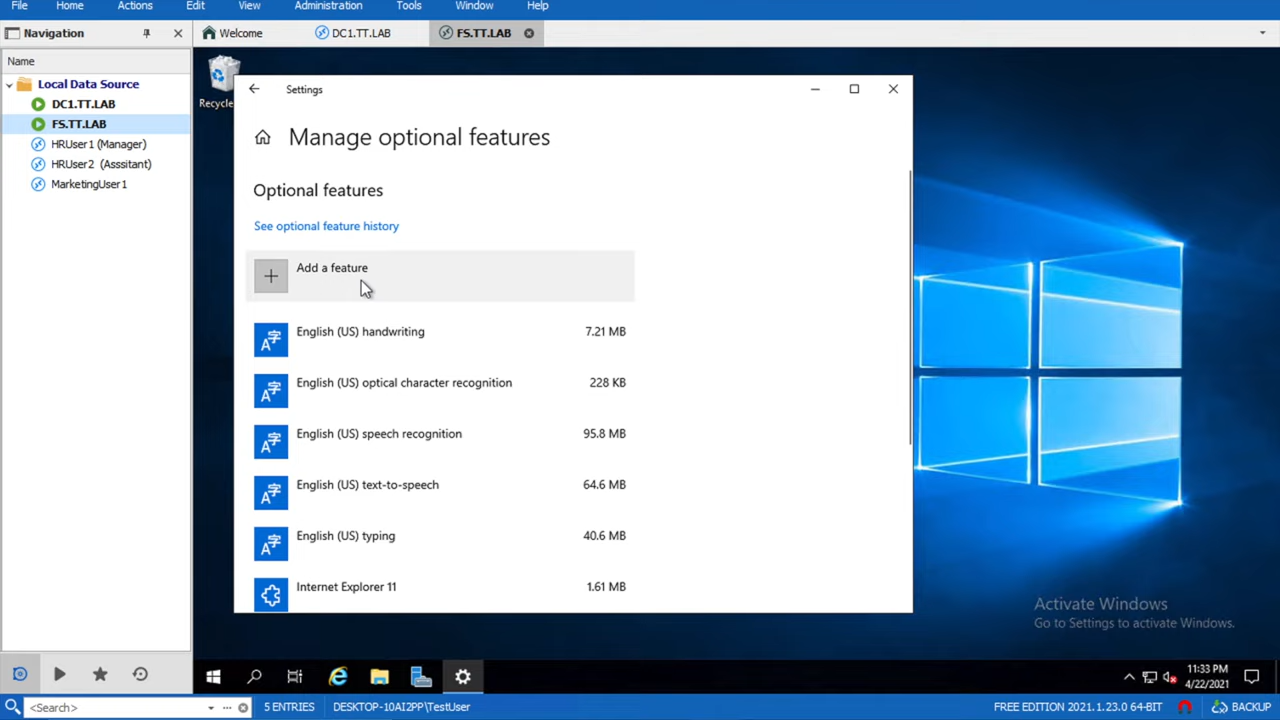 File Home Actions Edit View Administration Tools Window Help
Navigation
Welcome
DC1.TT.LAB
FS.TT.LAB
Name
Local Data Source
DC1.TT.LAB
FS.TT.LAB
HRUser1 (Manager)
HRUser2 (Asssitant)
MarketingUser1
Recycle
Settings
Manage optional features
Optional features
See optional feature history
Add a feature
English (US) handwriting 7.21 MB
English (US) optical character recognition 228 KB
English (US) speech recognition 95.8 MB
English (US) text-to-speech 64.6 MB
English (US) typing 40.6 MB
Internet Explorer 11 1.61 MB
Activate Windows
Go to Settings to activate Windows.
11:33 PM
4/22/2021
<Search> 5 ENTRIES DESKTOP-10AI2PP\TestUser FREE EDITION 2021.1.23.0 64-BIT BACKUP